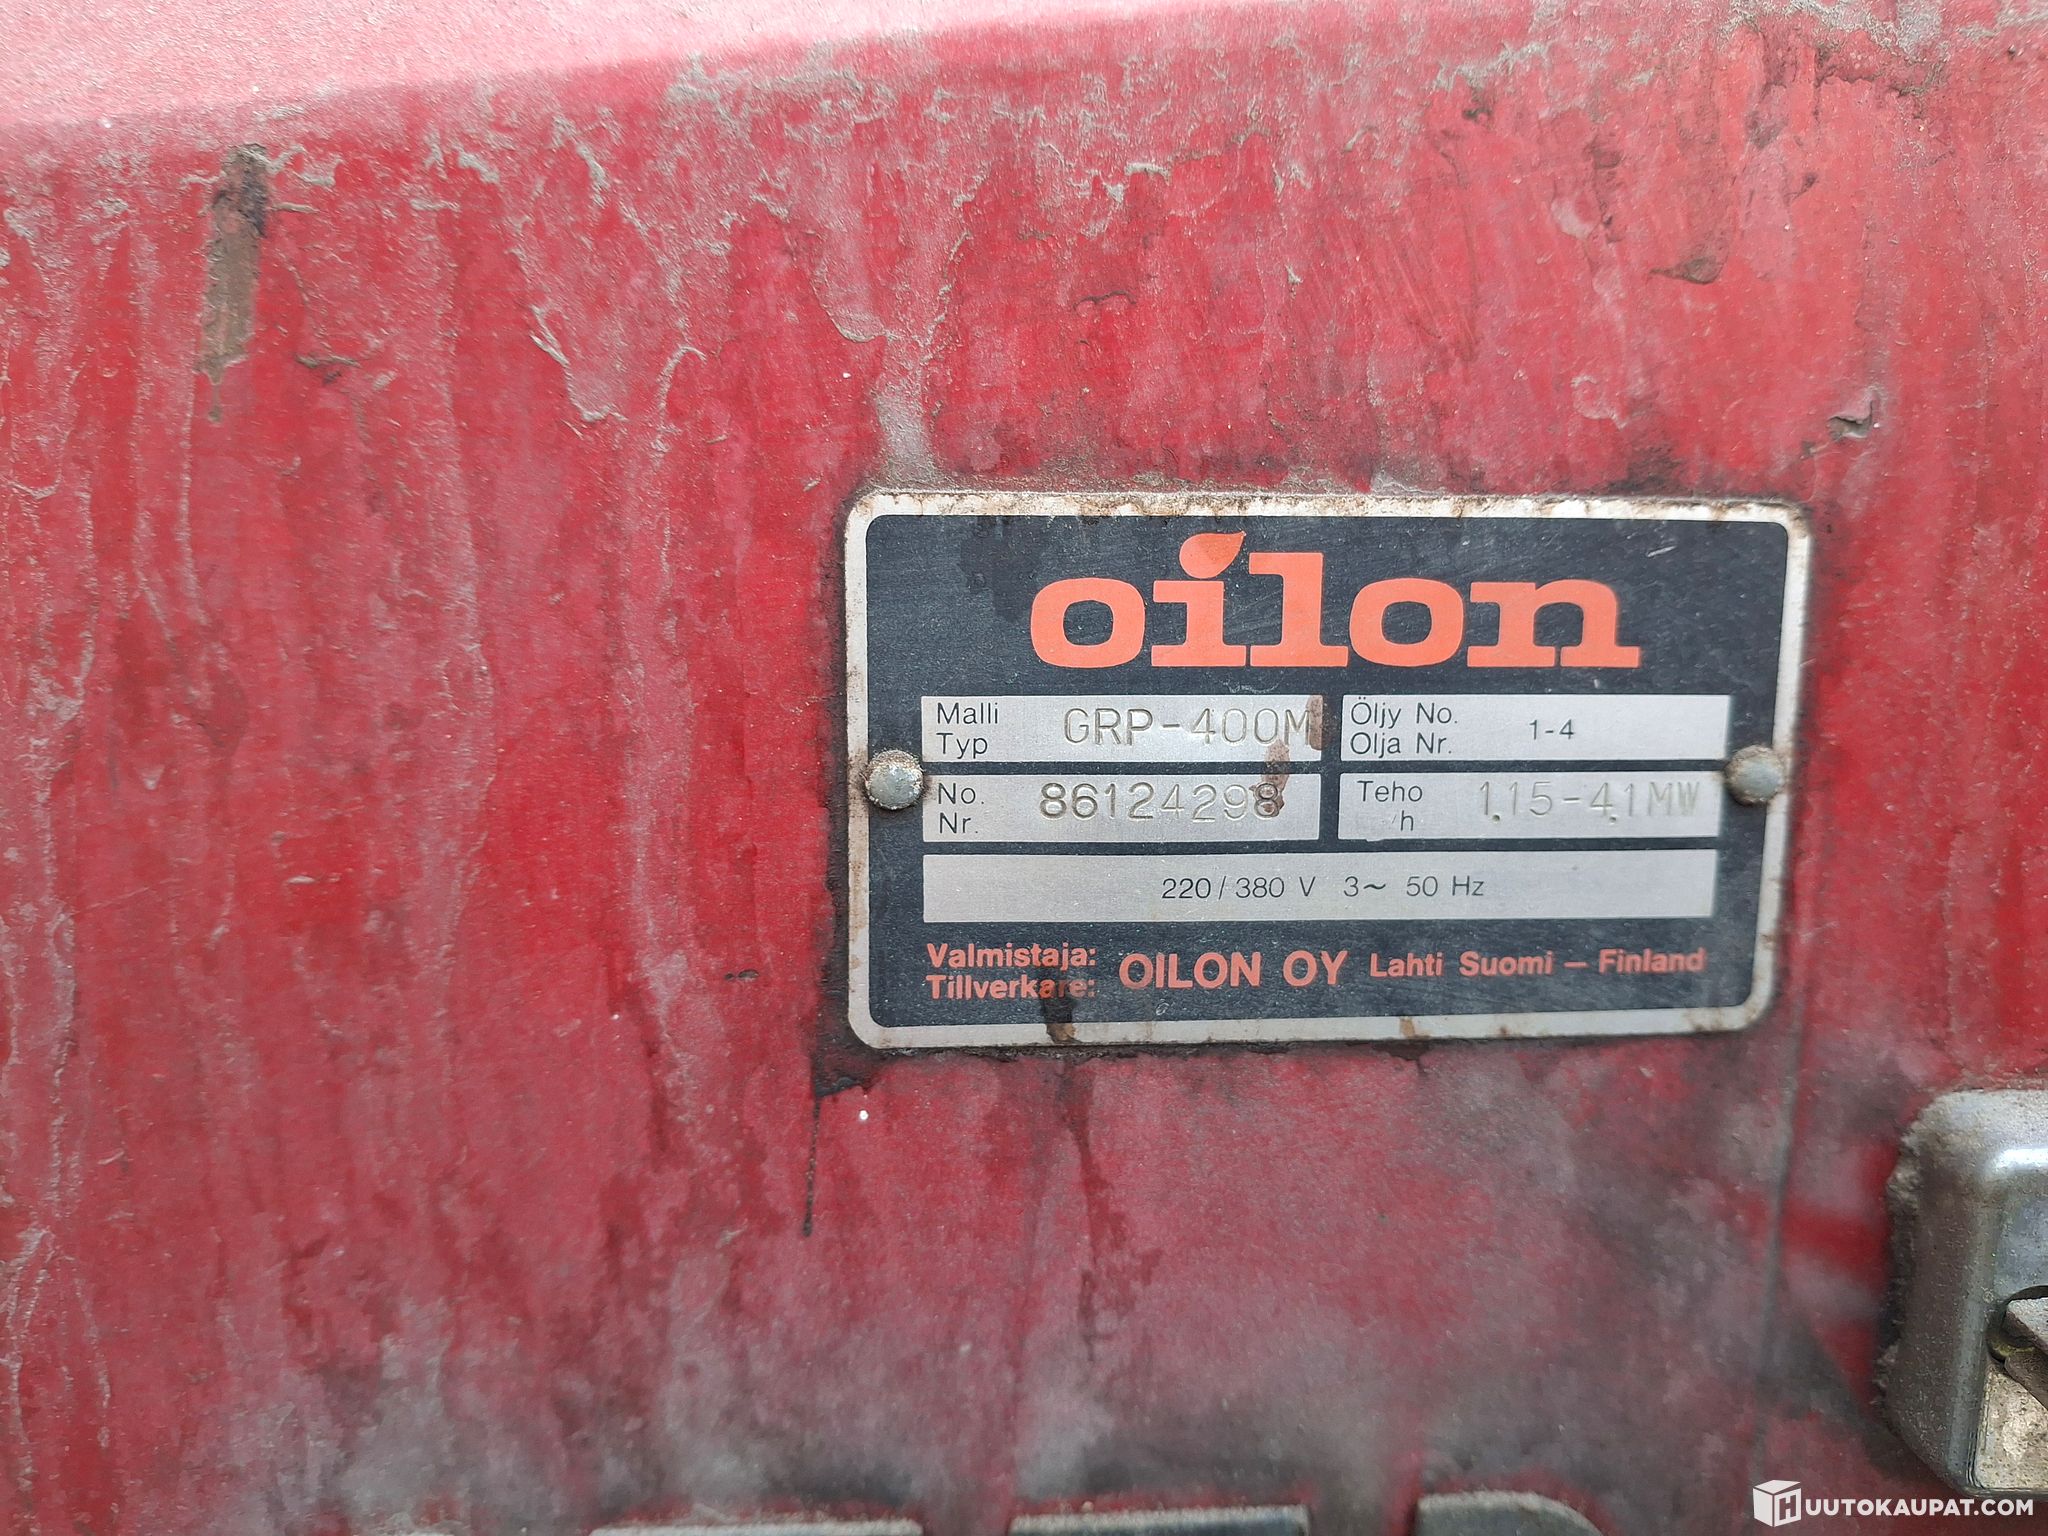 oilon
Malli
Typ
GRP-400M
Öljy No.
Olja Nr.
1-4
No.
Nr.
86124298
Teho
/h
1,15-4,1MW
220/380 V 3~ 50 Hz
Valmistaja:
Tillverkare:
OILON OY Lahti Suomi – Finland
HUUTOKAUPAT.COM